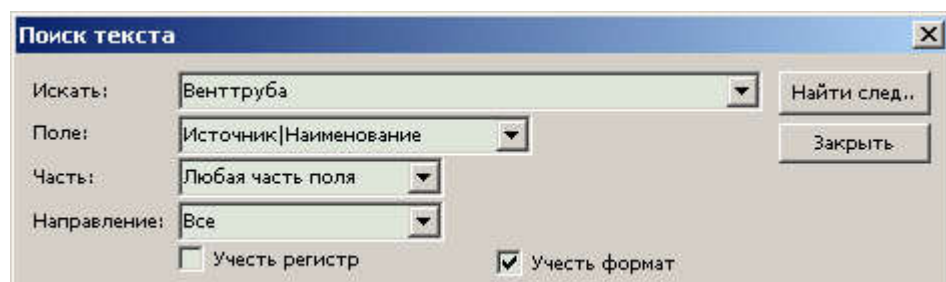 Поиск текста
Искать: Венттруба Найти след..
Поле: Источник|Наименование Закрыть
Часть: Любая часть поля
Направление: Все
Учесть регистр Учесть формат